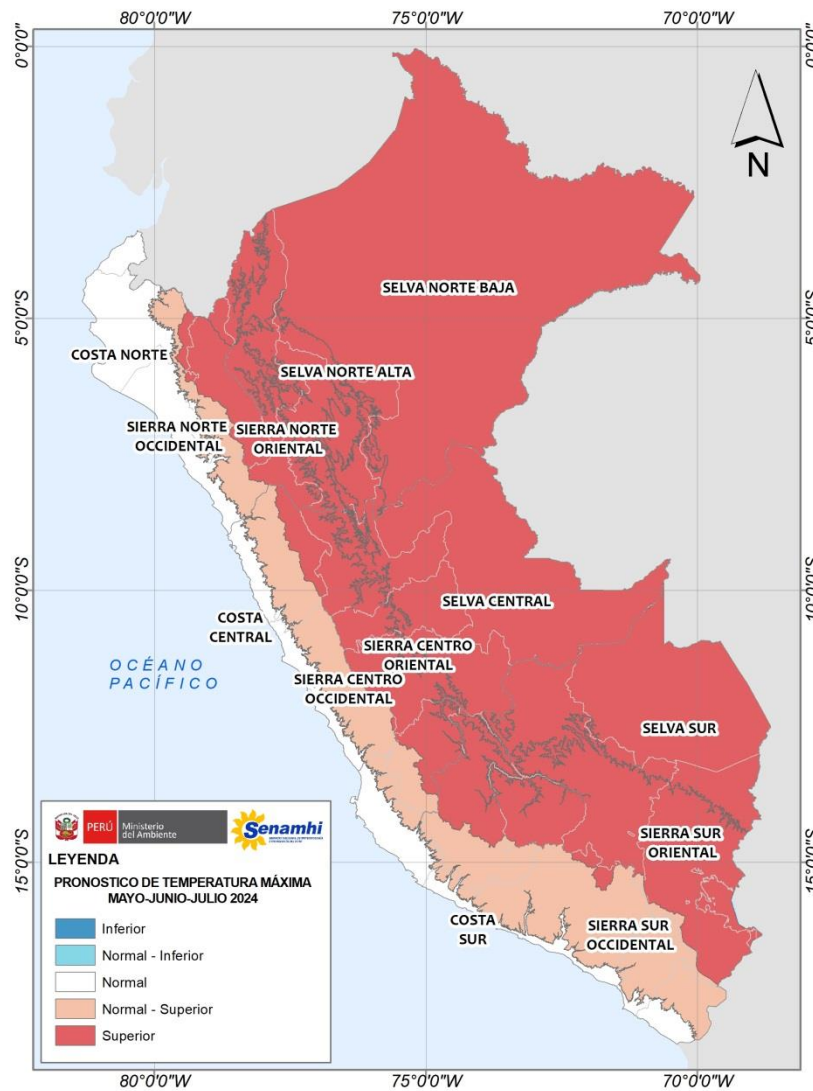 80°0'0"W
75°0'0"W
70°0'0"W
0°0'0"
0°0'0"
N
SELVA NORTE BAJA
5°0'0"S
5°0'0"S
COSTA NORTE
SELVA NORTE ALTA
SIERRA NORTE
OCCIDENTAL
SIERRA NORTE
ORIENTAL
10°0'0"S
10°0'0"S
SELVA CENTRAL
COSTA
CENTRAL
SIERRA CENTRO
ORIENTAL
OCÉANO
PACÍFICO
SIERRA CENTRO
OCCIDENTAL
SELVA SUR
SIERRA SUR
ORIENTAL
15°0'0"S
15°0'0"S
COSTA
SUR
SIERRA SUR
OCCIDENTAL
PERÚ
Ministerio
del Ambiente
Senamhi
LEYENDA
PRONOSTICO DE TEMPERATURA MÁXIMA
MAYO-JUNIO-JULIO 2024
Inferior
Normal - Inferior
Normal
Normal - Superior
Superior
80°0'0"W
75°0'0"W
70°0'0"W